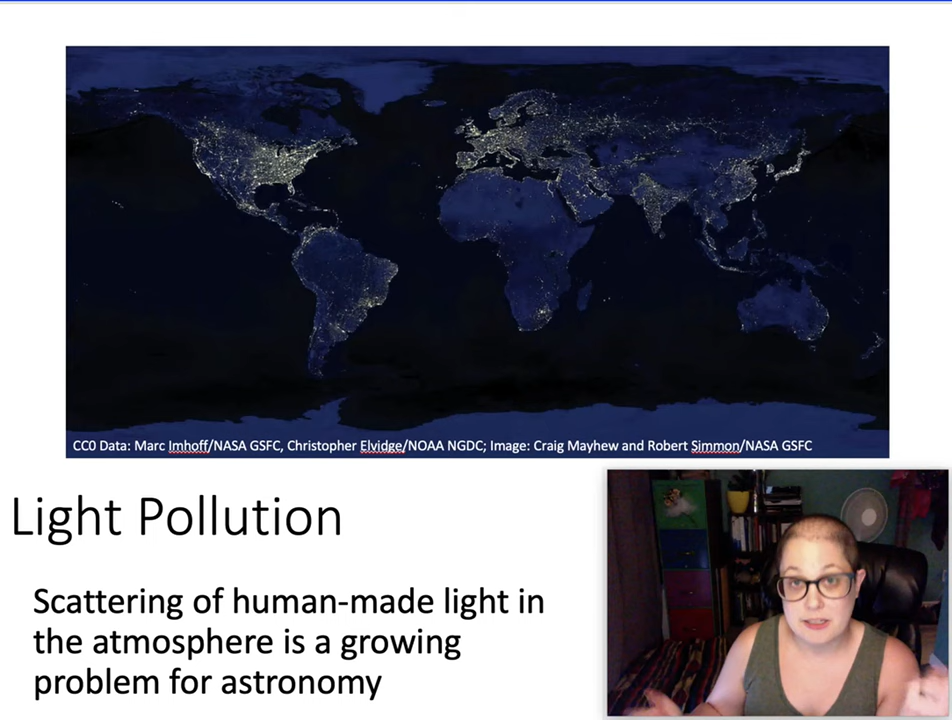 CC0 Data: Marc Imhoff/NASA GSFC, Christopher Elvidge/NOAA NGDC; Image: Craig Mayhew and Robert Simmon/NASA GSFC
Light Pollution
Scattering of human-made light in
the atmosphere is a growing
problem for astronomy